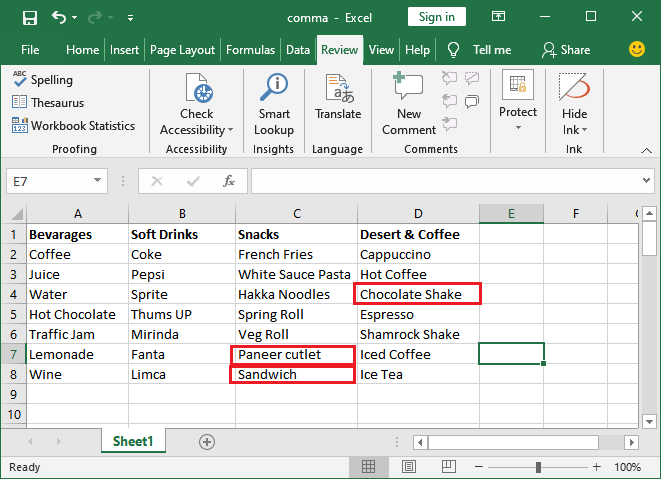 comma - Excel
Sign in
File Home Insert Page Layout Formulas Data Review View Help Tell me Share
ABC
Spelling
Thesaurus
123
Workbook Statistics
Proofing
Check
Accessibility
Accessibility
Smart
Lookup
Insights
Translate
Language
New
Comment
Comments
Protect
Hide
Ink
Ink
E7 fx
A B C D E F G
1 Bevarages Soft Drinks Snacks Desert & Coffee
2 Coffee Coke French Fries Cappuccino
3 Juice Pepsi White Sauce Pasta Hot Coffee
4 Water Sprite Hakka Noodles Chocolate Shake
5 Hot Chocolate Thums UP Spring Roll Espresso
6 Traffic Jam Mirinda Veg Roll Shamrock Shake
7 Lemonade Fanta Paneer cutlet Iced Coffee
8 Wine Limca Sandwich Ice Tea
9
10
Sheet1
Ready 100%